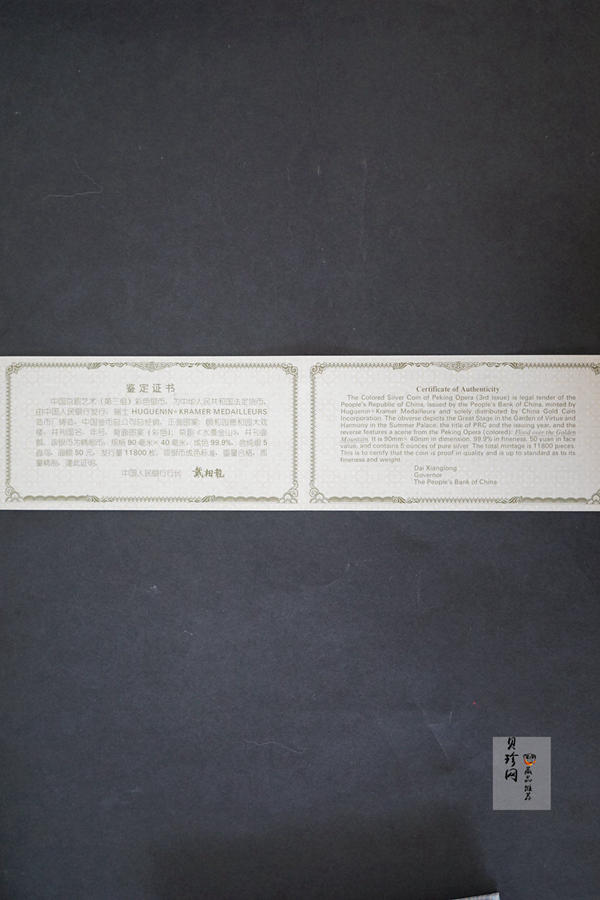 鉴定证书
中国京剧艺术(第三组)彩色银币,为中华人民共和国法定货币,
由中国人民银行发行,瑞士 HUGUENIN·KRAMER MEDAILLEURS
造币厂铸造,中国金币总公司总经销,正面图案:颐和园德和园大戏
楼,并刊国名、年号,背面图案(彩色):京剧《水漫金山》,并刊面
额。该银币为精制币,规格 90 毫米× 40 毫米,成色 99.9%,含纯银 5
盎司,面额 50 元,发行量 11800 枚。该银币成色标准,重量合格,质
量精湛,谨此证明。
中国人民银行行长 戴相龙
Certificate of Authenticity
The Colored Silver Coin of Peking Opera (3rd issue) is legal tender of the
People's Republic of China, issued by the People's Bank of China, minted by
Huguenin·Kramer Medailleurs and solely distributed by China Gold Coin
Incorporation. The obverse depicts the Great Stage in the Garden of Virtue and
Harmony in the Summer Palace, the title of PRC and the issuing year, and the
reverse features a scene from the Peking Opera (colored): Flood over the Golden
Mountain. It is 90mm× 40mm in dimension, 99.9% in fineness, 50 yuan in face
value, and contains 5 ounces of pure silver. The total mintage is 11800 pieces.
This is to certify that the coin is proof in quality and is up to standard as to its
fineness and weight.
Dai Xianglong
Governor
The People's Bank of China
贝珍网
藏品推荐